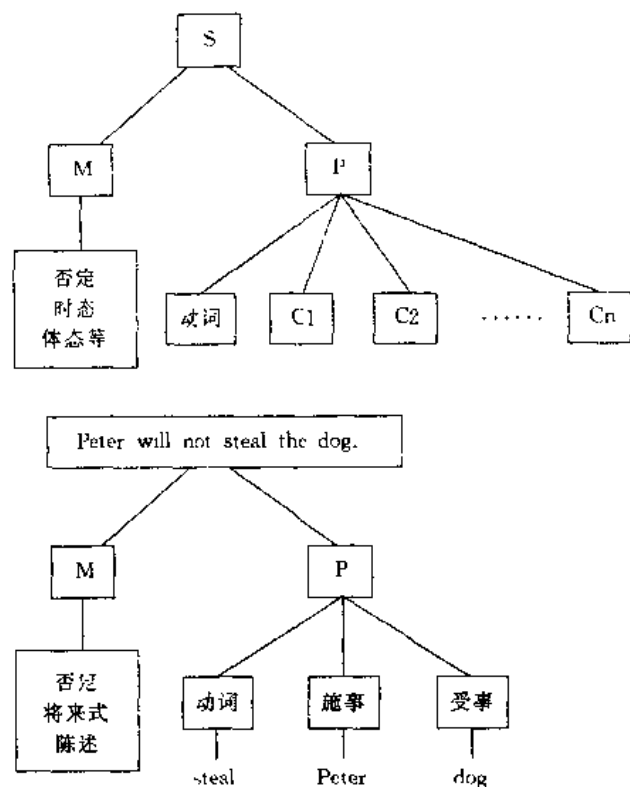 S
M P
否定
时态
体态等
动词 C1 C2 ...... Cn
Peter will not steal the dog.
M P
否定
将来式
陈述
动词 施事 受事
steal Peter dog